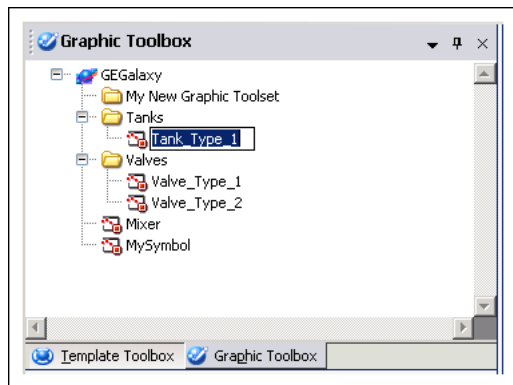 Graphic Toolbox
GEGalaxy
My New Graphic Toolset
Tanks
Tank_Type_1
Valves
Valve_Type_1
Valve_Type_2
Mixer
MySymbol
Template Toolbox Graphic Toolbox